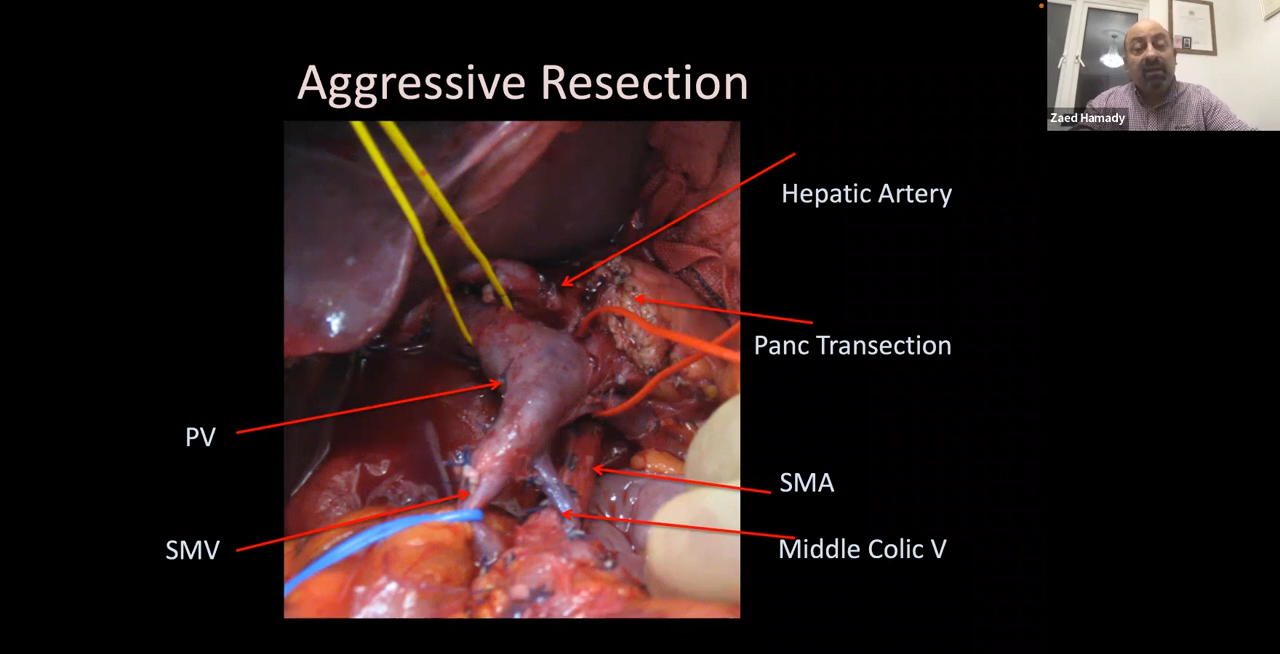 Aggressive Resection
Zaed Hamady
Hepatic Artery
Panc Transection
PV
SMA
SMV
Middle Colic V